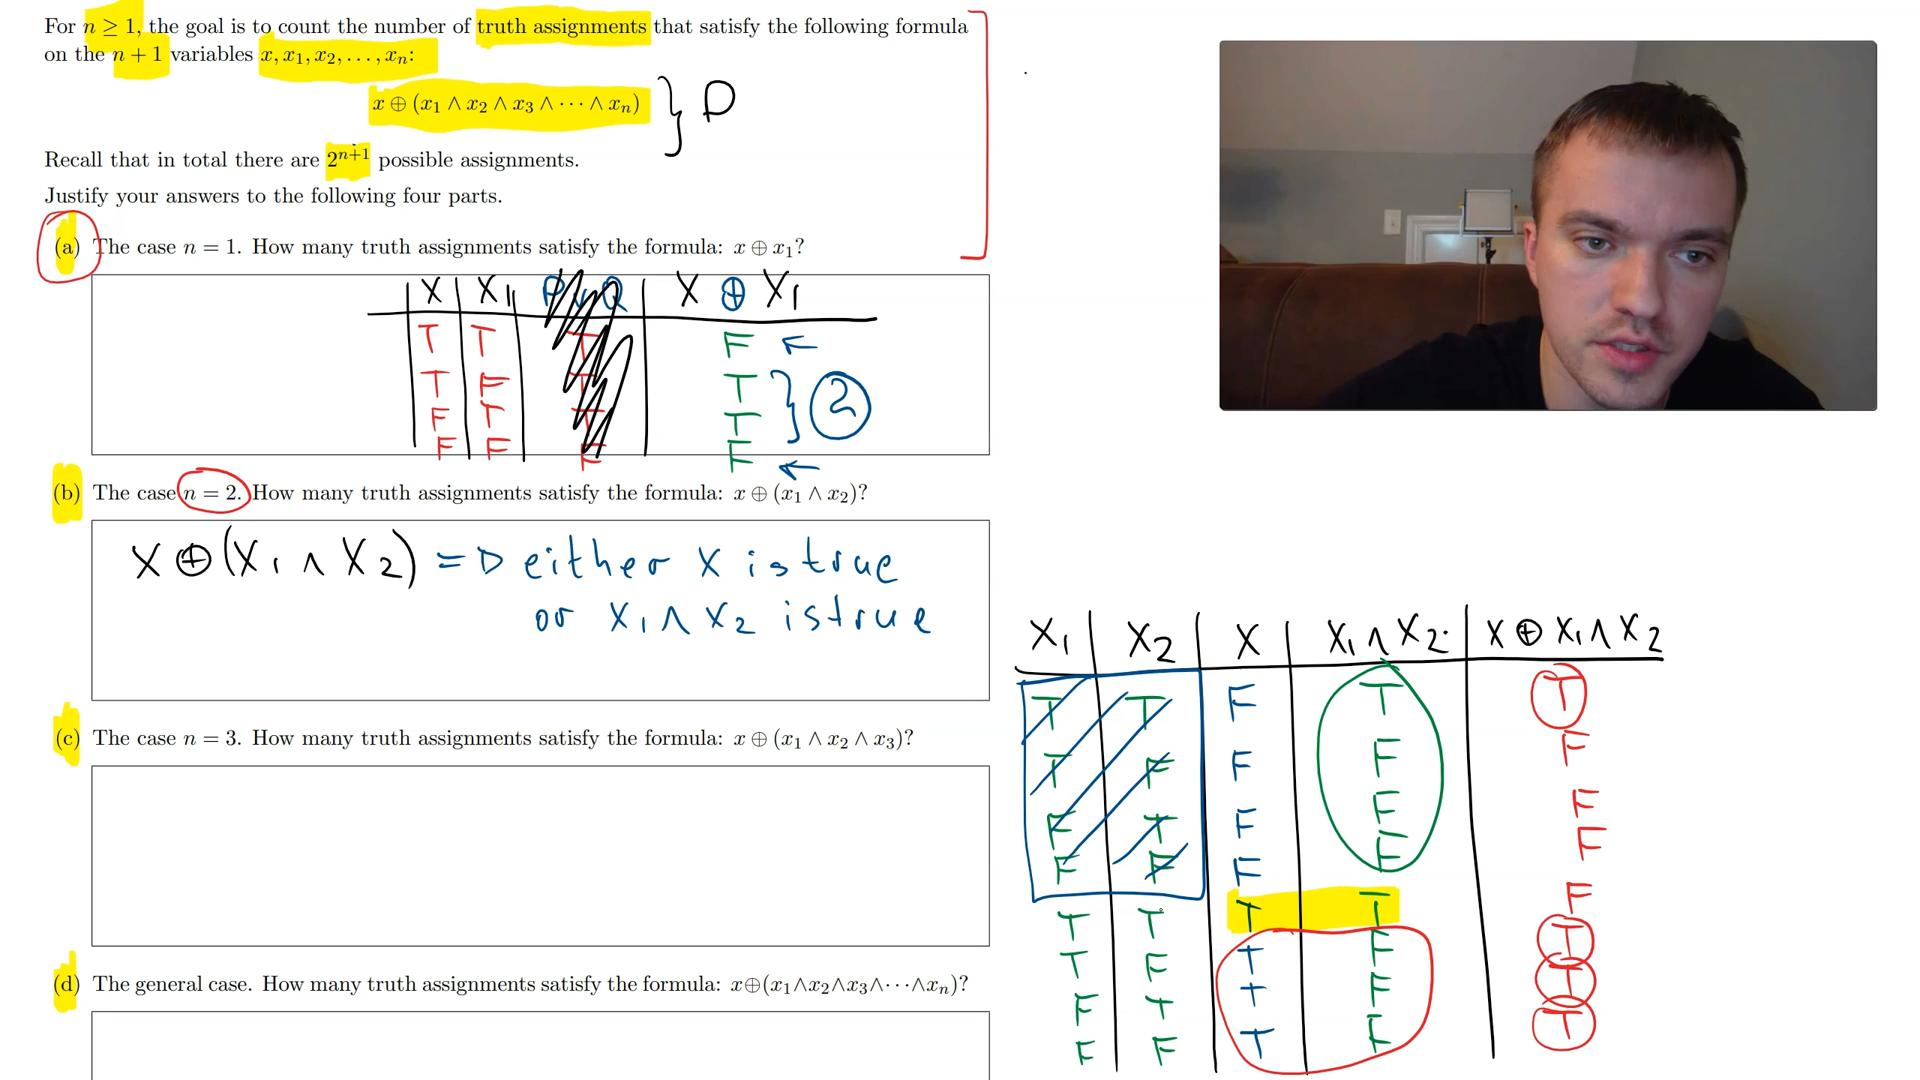 For n ≥ 1, the goal is to count the number of truth assignments that satisfy the following formula
on the n + 1 variables x, x₁, x₂, . . . , xₙ:
x ⊕ (x₁ ∧ x₂ ∧ x₃ ∧ · · · ∧ xₙ) } D
Recall that in total there are 2ⁿ⁺¹ possible assignments.
Justify your answers to the following four parts.
(a) The case n = 1. How many truth assignments satisfy the formula: x ⊕ x₁?
X X₁ P ∨ Q X ⊕ X₁
T T T F ←
T F T T
F T T T } 2
F F F F ←
(b) The case n = 2. How many truth assignments satisfy the formula: x ⊕ (x₁ ∧ x₂)?
X ⊕ (X₁ ∧ X₂) = D either X is true
or X₁ ∧ X₂ is true
(c) The case n = 3. How many truth assignments satisfy the formula: x ⊕ (x₁ ∧ x₂ ∧ x₃)?
(d) The general case. How many truth assignments satisfy the formula: x⊕(x₁∧x₂∧x₃∧· · ·∧xₙ)?
X₁ X₂ X X₁ ∧ X₂ X ⊕ X₁ ∧ X₂
T T F T T
T F F F F
F T F F F
F F F F F
T T T T F
T F T F T
F T T F T
F F T F T